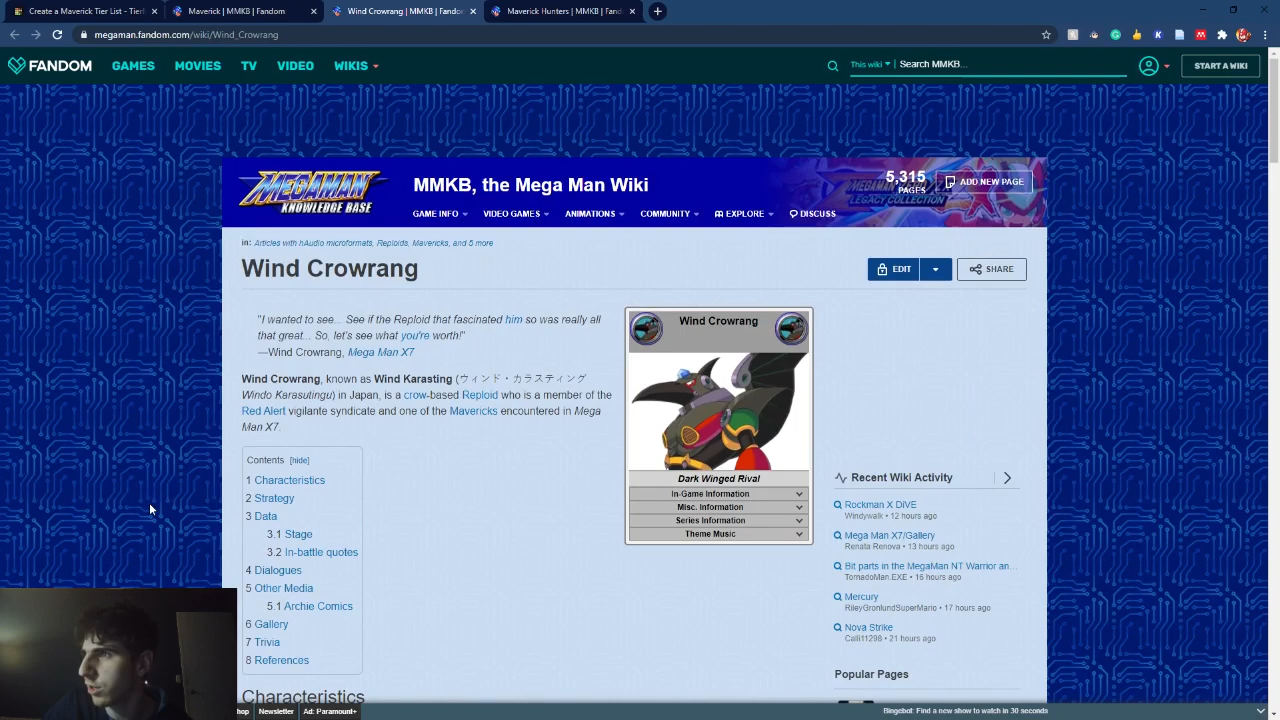 Create a Maverick Tier List - Tierl
Maverick | MMKB | Fandom
Wind Crowrang | MMKB | Fandom
Maverick Hunters | MMKB | Fand
megaman.fandom.com/wiki/Wind_Crowrang
FANDOM GAMES MOVIES TV VIDEO WIKIS This wiki Search MMKB... START A WIKI
MEGAMAN KNOWLEDGE BASE
MMKB, the Mega Man Wiki
5,315 PAGES
ADD NEW PAGE
GAME INFO VIDEO GAMES ANIMATIONS COMMUNITY EXPLORE DISCUSS
in: Articles with hAudio microformats, Reploids, Mavericks, and 5 more
Wind Crowrang
EDIT SHARE
"I wanted to see... See if the Reploid that fascinated him so was really all
that great... So, let's see what you're worth!"
—Wind Crowrang, Mega Man X7
Wind Crowrang, known as Wind Karasting (ウィンド・カラスティング
Windo Karasutingu) in Japan, is a crow-based Reploid who is a member of the
Red Alert vigilante syndicate and one of the Mavericks encountered in Mega
Man X7.
Wind Crowrang
Dark Winged Rival
In-Game Information
Misc. Information
Series Information
Theme Music
Contents [hide]
1 Characteristics
2 Strategy
3 Data
3.1 Stage
3.2 In-battle quotes
4 Dialogues
5 Other Media
5.1 Archie Comics
6 Gallery
7 Trivia
8 References
Characteristics
Recent Wiki Activity
Rockman X DiVE
Windywalk • 12 hours ago
Mega Man X7/Gallery
Renata Renova • 13 hours ago
Bit parts in the MegaMan NT Warrior an...
TornadoMan.EXE • 16 hours ago
Mercury
RileyGronlundSuperMario • 17 hours ago
Nova Strike
Calli11298 • 21 hours ago
Popular Pages
hop Newsletter Ad: Paramount+
Bingebot: Find a new show to watch in 30 seconds